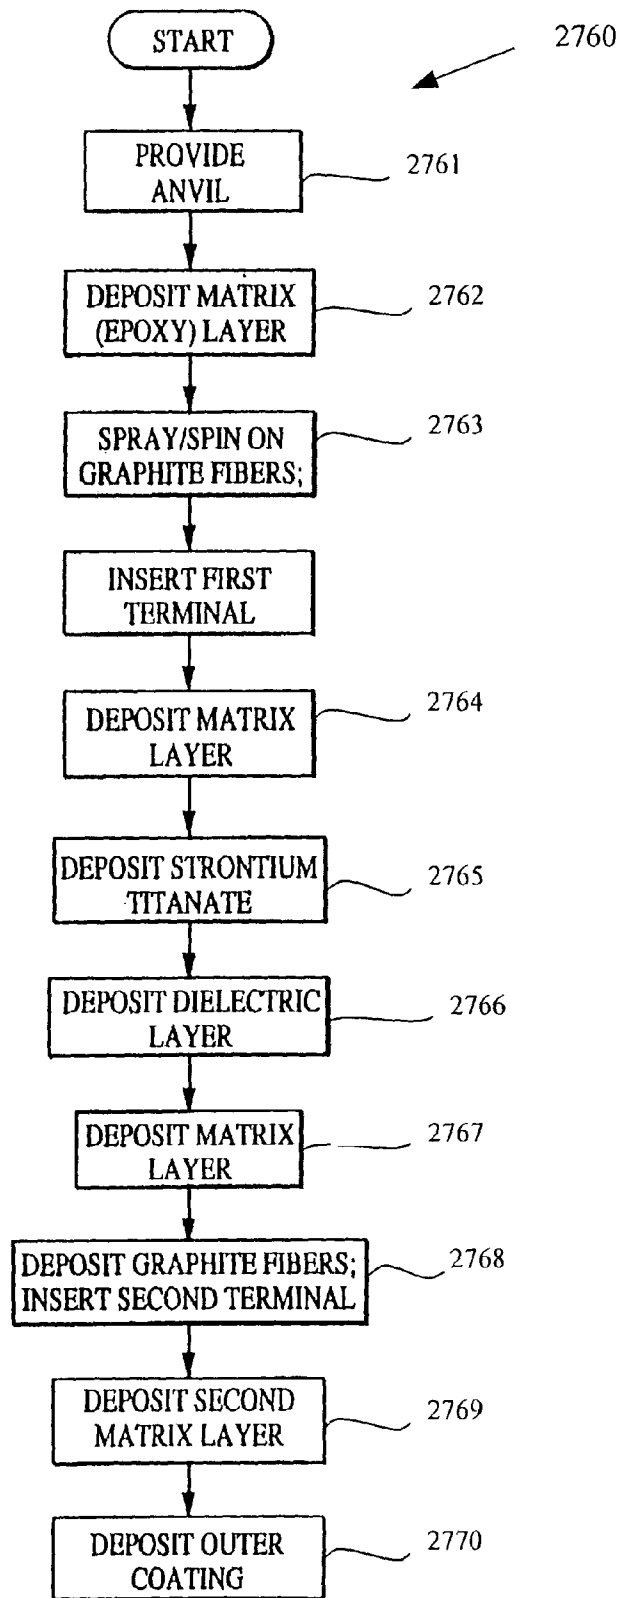 START
2760
PROVIDE
ANVIL
2761
DEPOSIT MATRIX
(EPOXY) LAYER
2762
SPRAY/SPIN ON
GRAPHITE FIBERS;
2763
INSERT FIRST
TERMINAL
DEPOSIT MATRIX
LAYER
2764
DEPOSIT STRONTIUM
TITANATE
2765
DEPOSIT DIELECTRIC
LAYER
2766
DEPOSIT MATRIX
LAYER
2767
DEPOSIT GRAPHITE FIBERS;
INSERT SECOND TERMINAL
2768
DEPOSIT SECOND
MATRIX LAYER
2769
DEPOSIT OUTER
COATING
2770